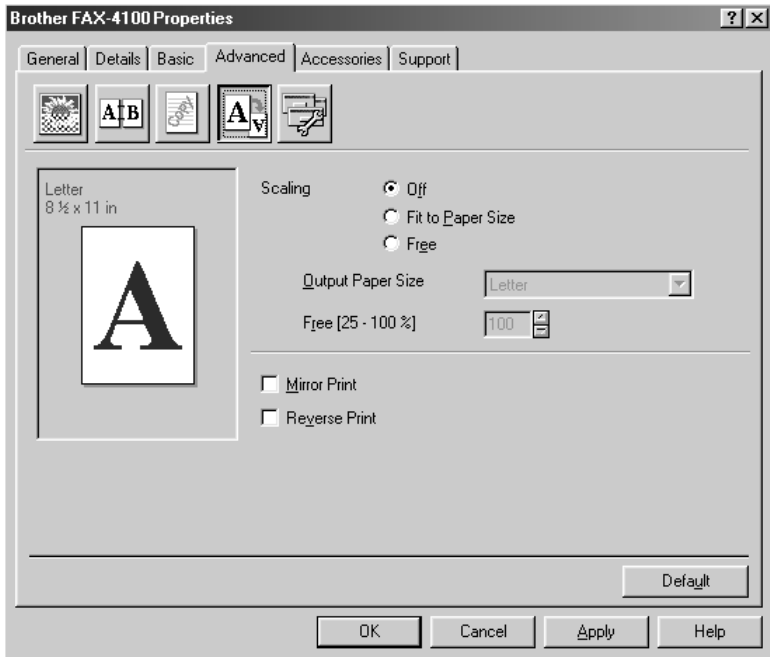 Brother FAX-4100 Properties
General Details Basic Advanced Accessories Support
A B COPY A A
Letter
8 ½ x 11 in
A
Scaling Off
Fit to Paper Size
Free
Output Paper Size Letter
Free [25 - 100 %] 100
Mirror Print
Reverse Print
Default
OK Cancel Apply Help